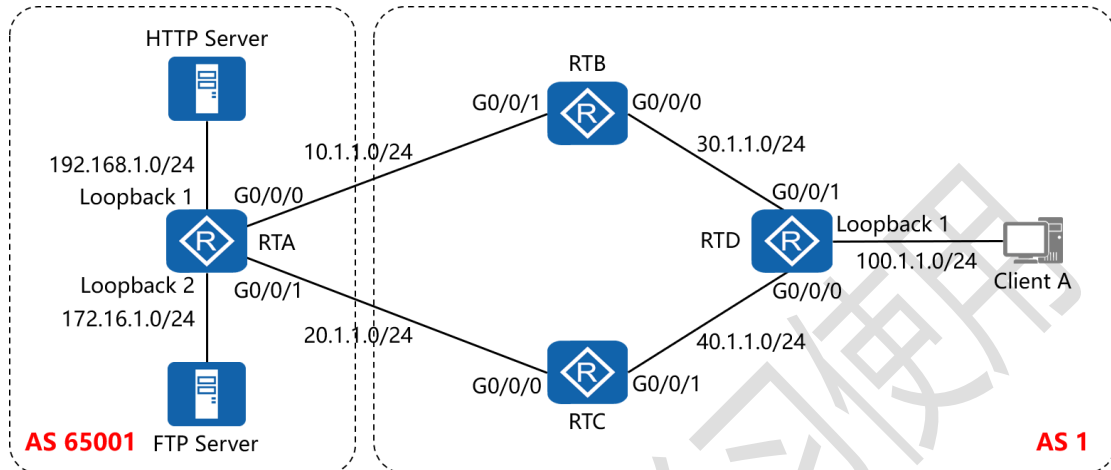 HTTP Server
RTB
G0/0/1
G0/0/0
10.1.1.0/24
30.1.1.0/24
192.168.1.0/24
Loopback 1
G0/0/0
G0/0/1
R
R
R
R
RTA
RTD
Loopback 1
100.1.1.0/24
Client A
Loopback 2
G0/0/1
G0/0/0
172.16.1.0/24
20.1.1.0/24
40.1.1.0/24
G0/0/0
G0/0/1
RTC
AS 65001
FTP Server
AS 1
习使用